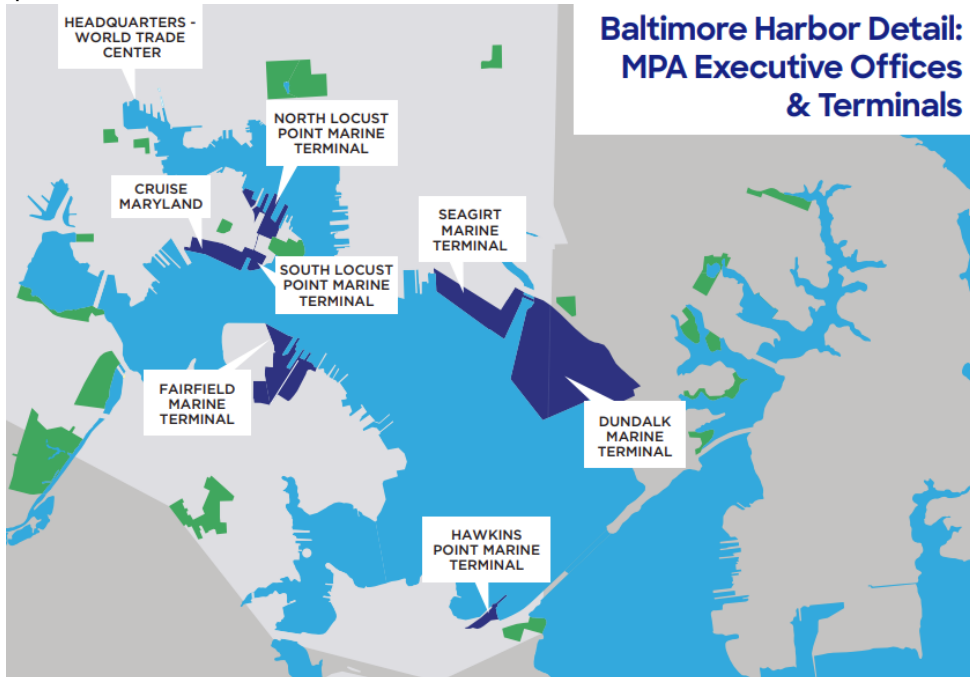 HEADQUARTERS -
WORLD TRADE
CENTER
Baltimore Harbor Detail:
MPA Executive Offices
& Terminals
NORTH LOCUST
POINT MARINE
TERMINAL
CRUISE
MARYLAND
SEAGIRT
MARINE
TERMINAL
SOUTH LOCUST
POINT MARINE
TERMINAL
FAIRFIELD
MARINE
TERMINAL
DUNDALK
MARINE
TERMINAL
HAWKINS
POINT MARINE
TERMINAL